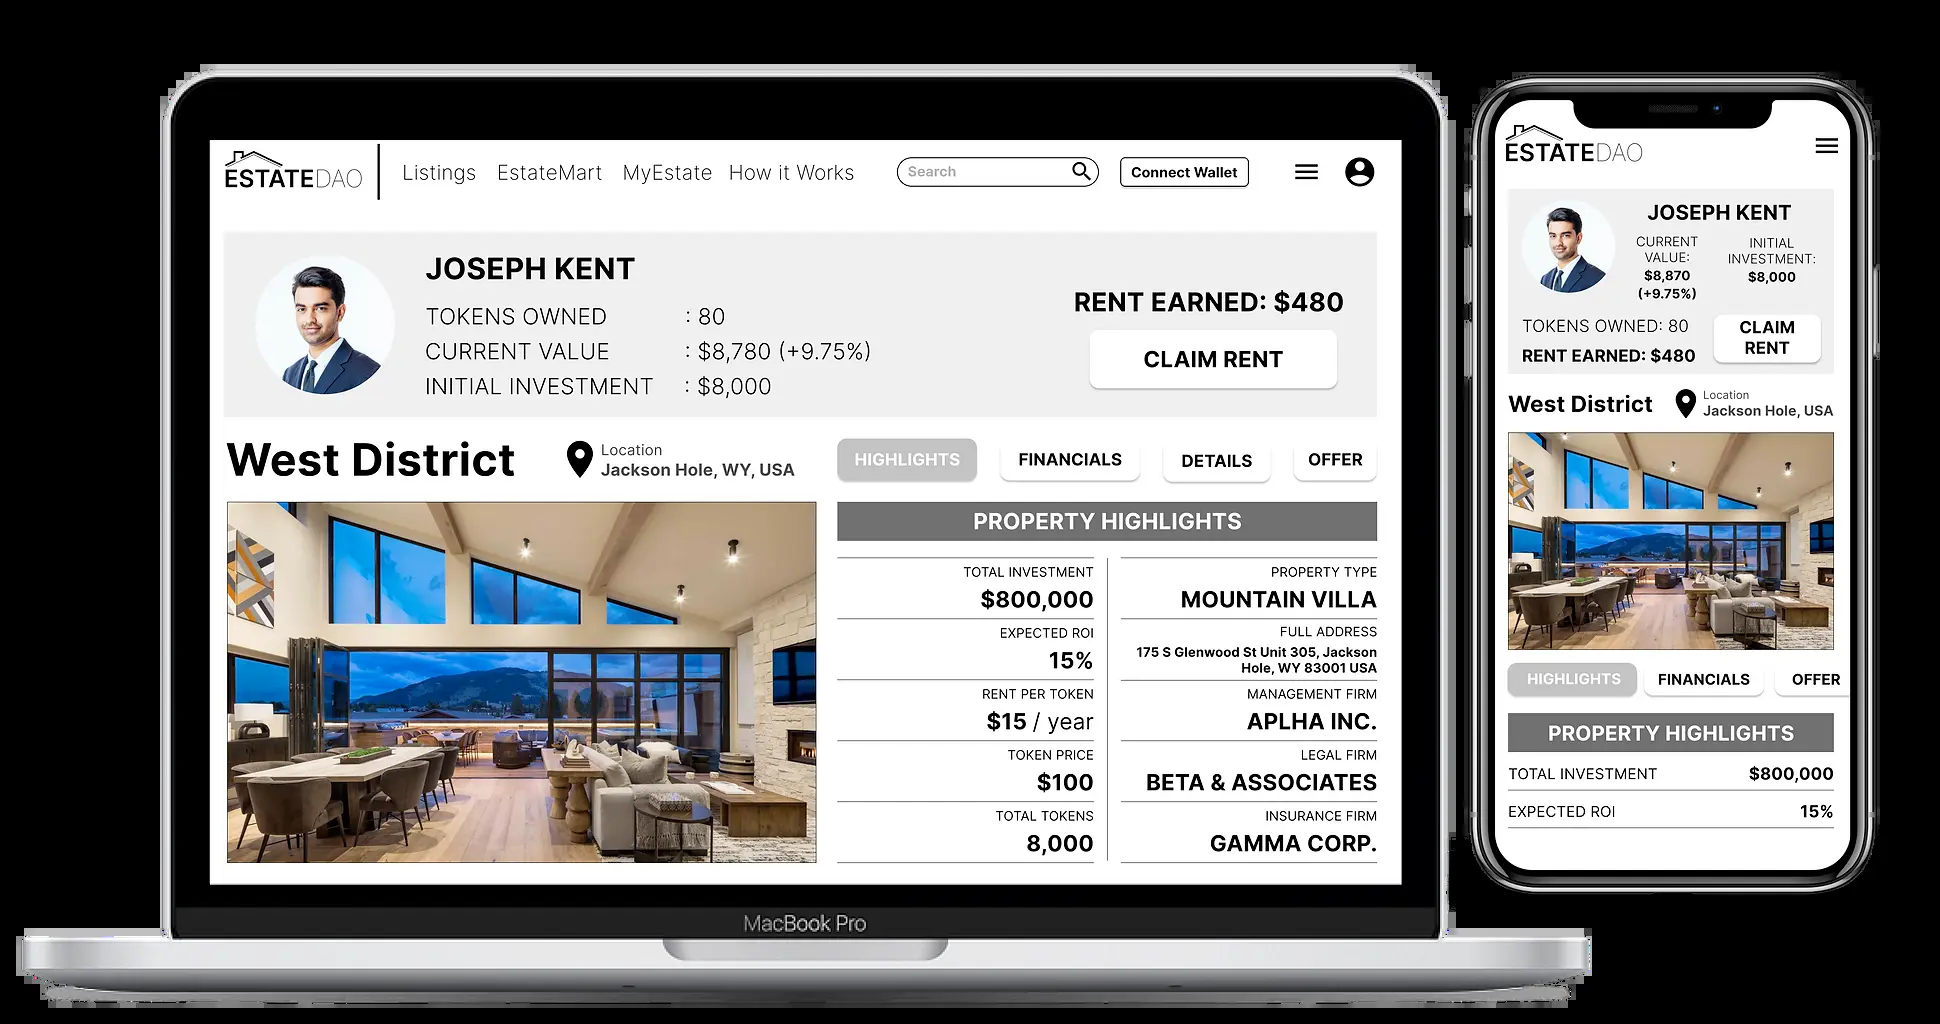 ESTATEDAO
Listings EstateMart MyEstate How it Works
Search
Connect Wallet
JOSEPH KENT
TOKENS OWNED : 80
CURRENT VALUE : $8,780 (+9.75%)
INITIAL INVESTMENT : $8,000
RENT EARNED: $480
CLAIM RENT
West District
Location
Jackson Hole, WY, USA
HIGHLIGHTS FINANCIALS DETAILS OFFER
PROPERTY HIGHLIGHTS
TOTAL INVESTMENT
$800,000
EXPECTED ROI
15%
RENT PER TOKEN
$15 / year
TOKEN PRICE
$100
TOTAL TOKENS
8,000
PROPERTY TYPE
MOUNTAIN VILLA
FULL ADDRESS
175 S Glenwood St Unit 305, Jackson
Hole, WY 83001 USA
MANAGEMENT FIRM
APLHA INC.
LEGAL FIRM
BETA & ASSOCIATES
INSURANCE FIRM
GAMMA CORP.
MacBook Pro
ESTATEDAO
JOSEPH KENT
CURRENT
VALUE:
$8,870
(+9.75%)
INITIAL
INVESTMENT:
$8,000
TOKENS OWNED: 80
RENT EARNED: $480
CLAIM
RENT
West District
Location
Jackson Hole, USA
HIGHLIGHTS FINANCIALS OFFER
PROPERTY HIGHLIGHTS
TOTAL INVESTMENT $800,000
EXPECTED ROI 15%